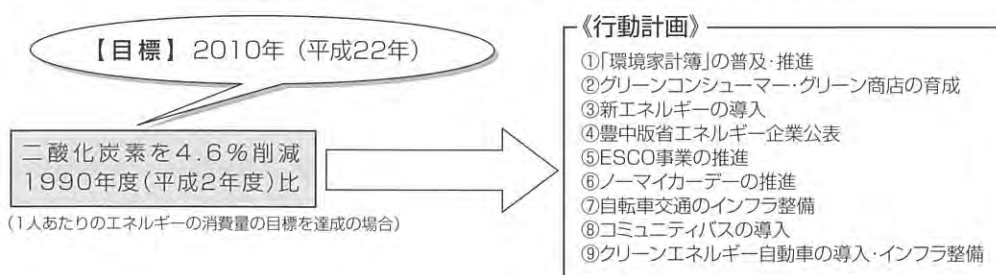 【目標】2010年（平成22年）
二酸化炭素を4.6％削減
1990年度(平成2年度)比
(1人あたりのエネルギーの消費量の目標を達成の場合)
《行動計画》
①「環境家計簿」の普及･推進
②グリーンコンシューマー･グリーン商店の育成
③新エネルギーの導入
④豊中版省エネルギー企業公表
⑤ESCO事業の推進
⑥ノーマイカーデーの推進
⑦自転車交通のインフラ整備
⑧コミュニティバスの導入
⑨クリーンエネルギー自動車の導入･インフラ整備